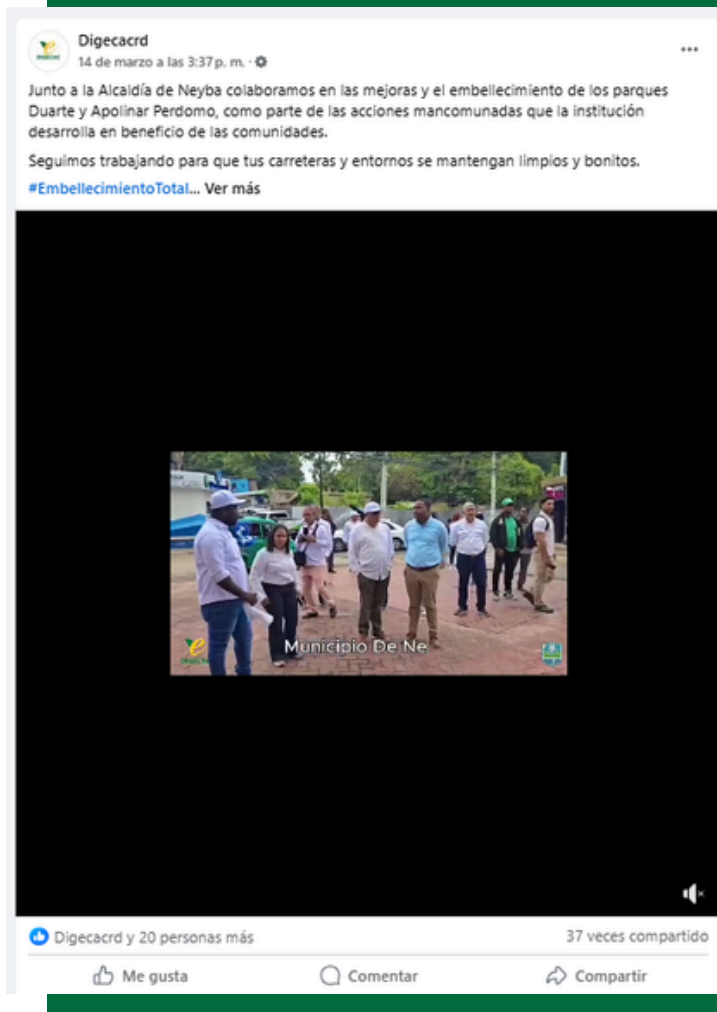 Digecacrd
14 de marzo a las 3:37 p. m. ·
Junto a la Alcaldía de Neyba colaboramos en las mejoras y el embellecimiento de los parques
Duarte y Apolinar Perdomo, como parte de las acciones mancomunadas que la institución
desarrolla en beneficio de las comunidades.
Seguimos trabajando para que tus carreteras y entornos se mantengan limpios y bonitos.
#EmbellecimientoTotal... Ver más
Municipio De Ne
Digecacrd y 20 personas más
37 veces compartido
Me gusta
Comentar
Compartir